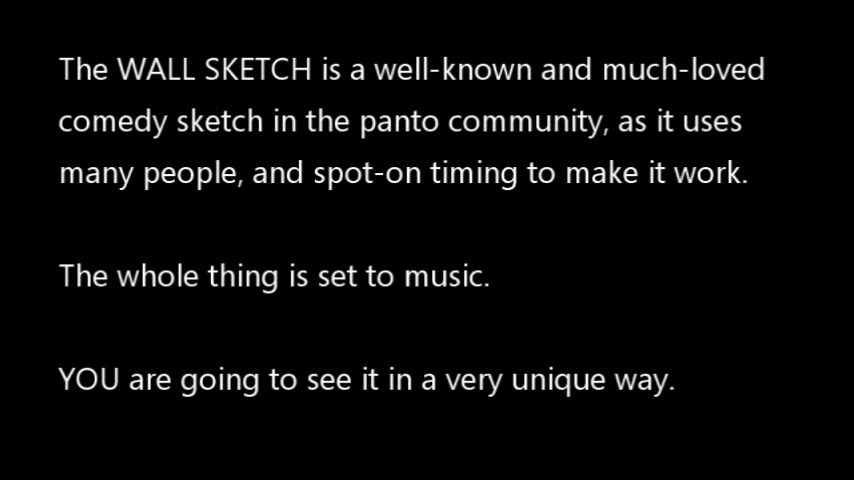 The WALL SKETCH is a well-known and much-loved
comedy sketch in the panto community, as it uses
many people, and spot-on timing to make it work.
The whole thing is set to music.
YOU are going to see it in a very unique way.